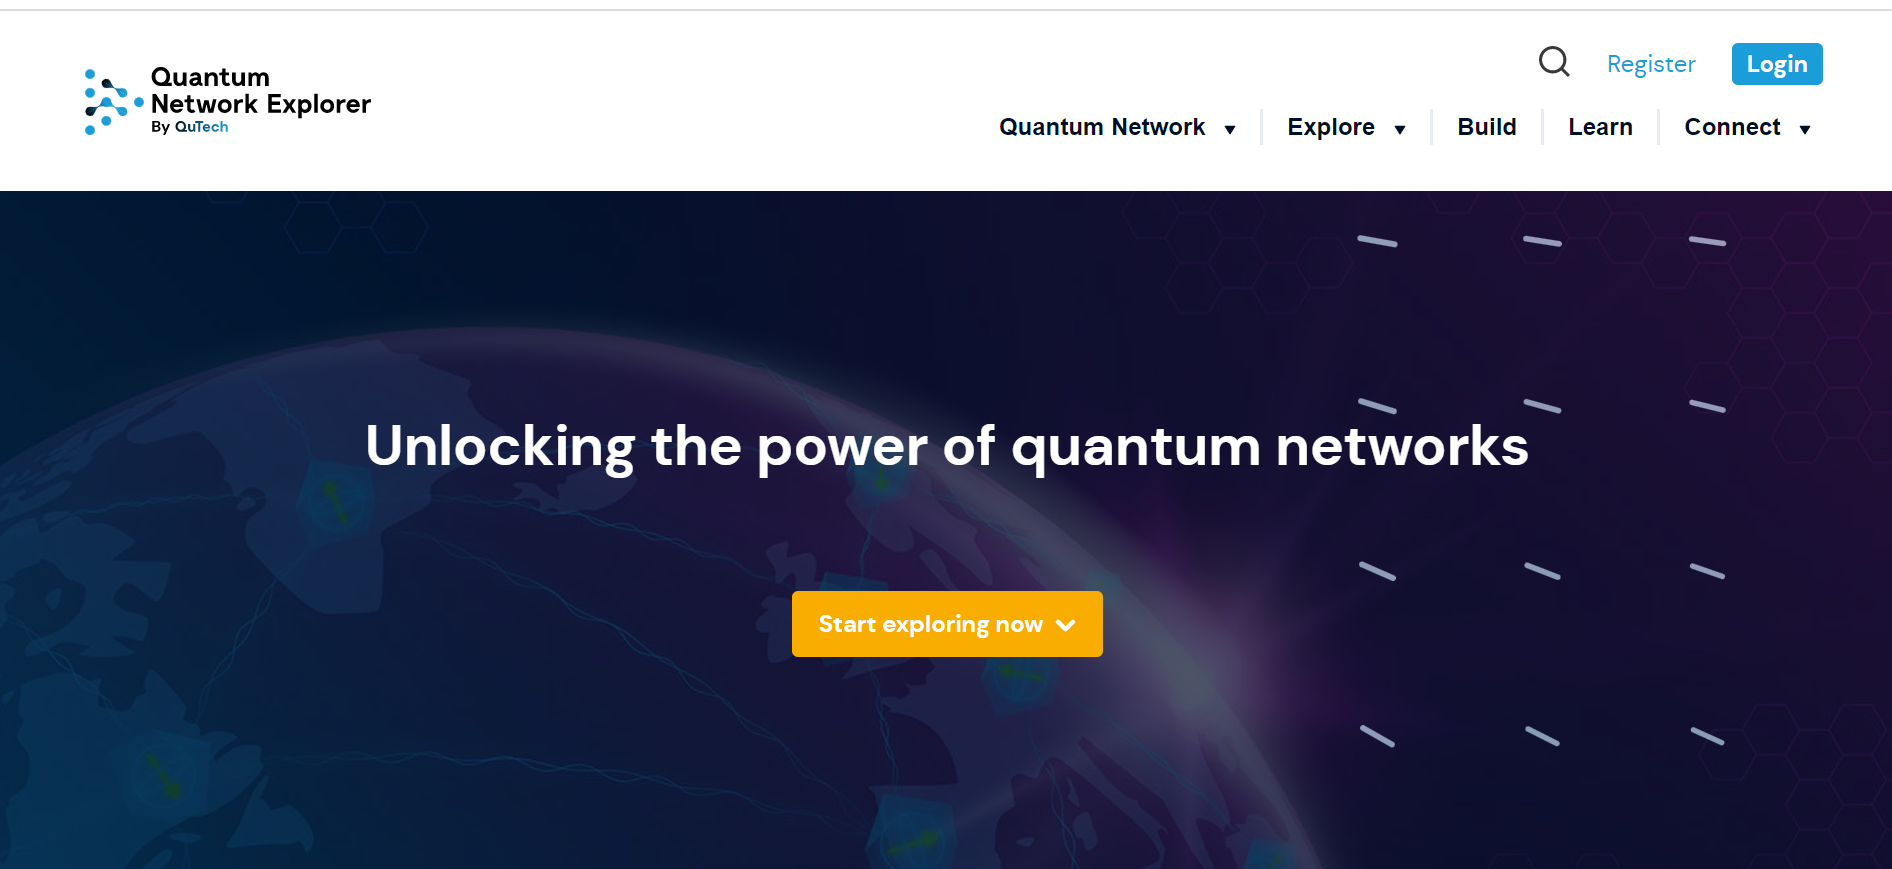 Quantum
Network Explorer
By QuTech
Register
Login
Quantum Network
Explore
Build
Learn
Connect
Unlocking the power of quantum networks
Start exploring now